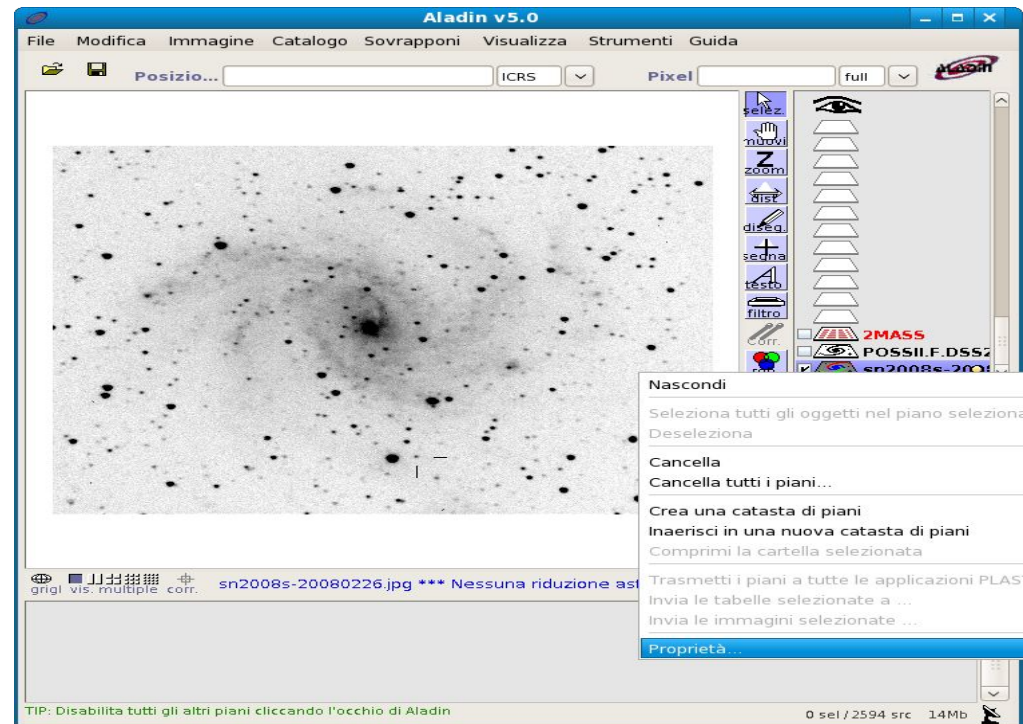 Aladin v5.0
File Modifica Immagine Catalogo Sovrapponi Visualizza Strumenti Guida
Posizio... ICRS Pixel full Aladin
selez.
muovi
zoom
dist
diseg.
segna
testo
filtro
corr.
2MASS
POSSII.F.DSS2
sn2008s-200
Nascondi
Seleziona tutti gli oggetti nel piano seleziona
Deseleziona
Cancella
Cancella tutti i piani...
Crea una catasta di piani
Inaerisci in una nuova catasta di piani
Comprimi la cartella selezionata
Trasmetti i piani a tutte le applicazioni PLAS
Invia le tabelle selezionate a ...
Invia le immagini selezionate ...
Proprietà...
grigl vis. multiple corr. sn2008s-20080226.jpg *** Nessuna riduzione ast
TIP: Disabilita tutti gli altri piani cliccando l'occhio di Aladin
0 sel / 2594 src 14Mb